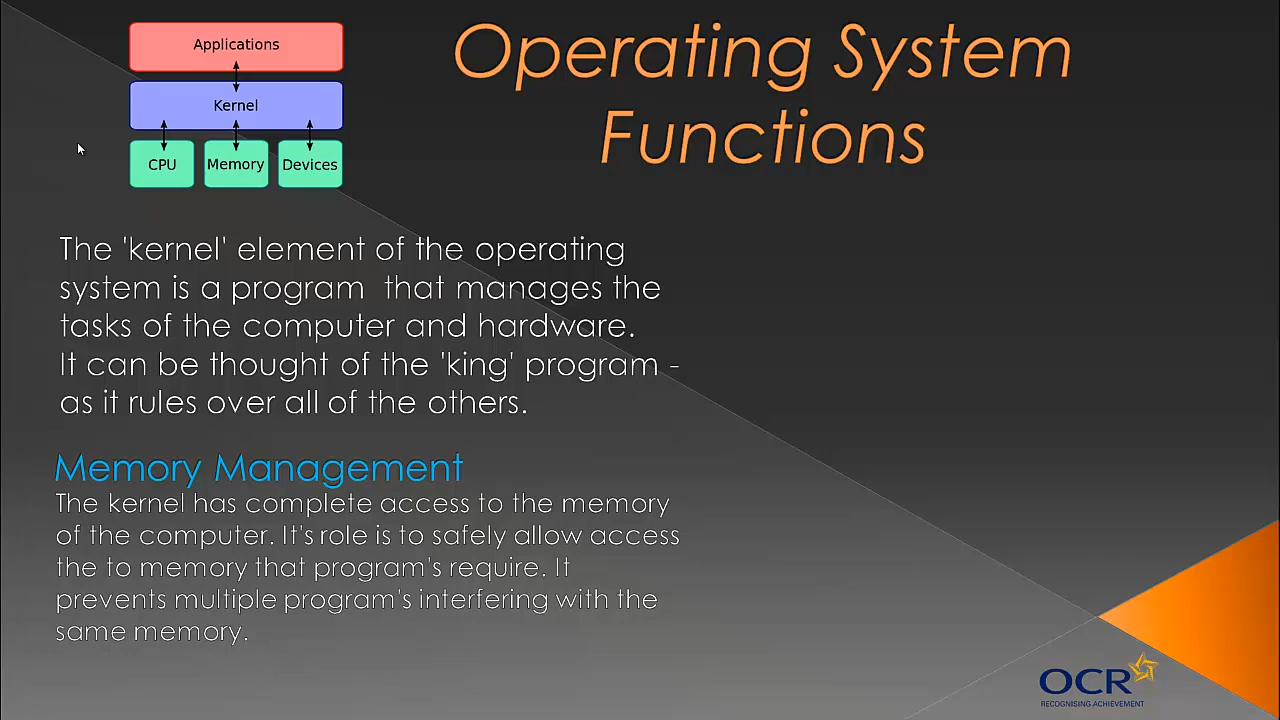 Applications
Kernel
CPU Memory Devices
Operating System
Functions
The 'kernel' element of the operating
system is a program that manages the
tasks of the computer and hardware.
It can be thought of the 'king' program -
as it rules over all of the others.
Memory Management
The kernel has complete access to the memory
of the computer. It's role is to safely allow access
the to memory that program's require. It
prevents multiple program's interfering with the
same memory.
OCR
RECOGNISING ACHIEVEMENT